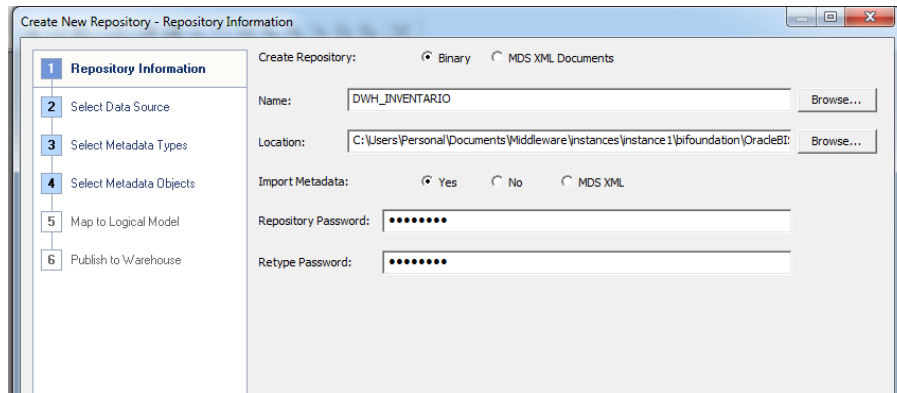 Create New Repository - Repository Information
1 Repository Information
2 Select Data Source
3 Select Metadata Types
4 Select Metadata Objects
5 Map to Logical Model
6 Publish to Warehouse
Create Repository: Binary MDS XML Documents
Name: DWH_INVENTARIO Browse...
Location: C:\Users\Personal\Documents\Middleware\instances\instance1\bifoundation\OracleBI Browse...
Import Metadata: Yes No MDS XML
Repository Password: ••••••••
Retype Password: ••••••••